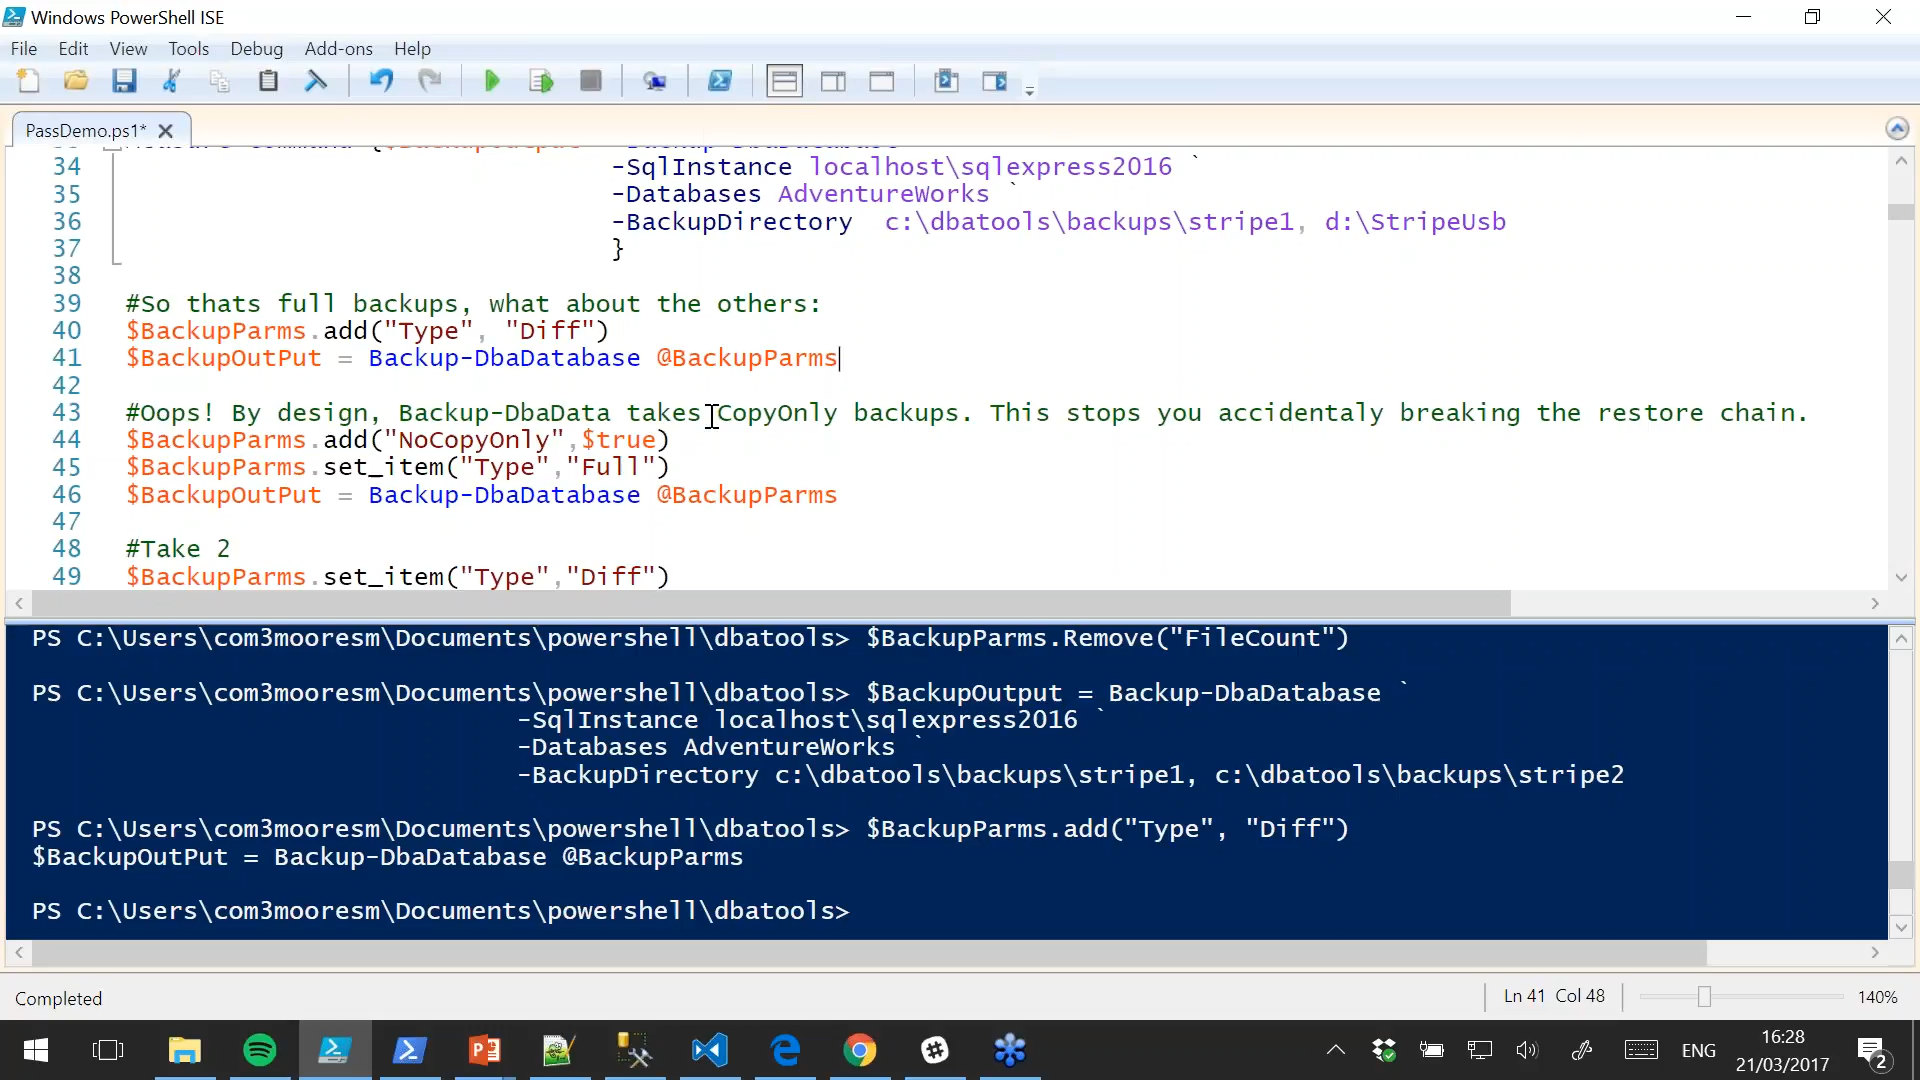 Windows PowerShell ISE
File Edit View Tools Debug Add-ons Help
PassDemo.ps1*
34 -SqlInstance localhost\sqlexpress2016 `
35 -Databases AdventureWorks `
36 -BackupDirectory c:\dbatools\backups\stripe1, d:\StripeUsb
37 }
38
39 #So thats full backups, what about the others:
40 $BackupParms.add("Type", "Diff")
41 $BackupOutPut = Backup-DbaDatabase @BackupParms
42
43 #Oops! By design, Backup-DbaData takes CopyOnly backups. This stops you accidentaly breaking the restore chain.
44 $BackupParms.add("NoCopyOnly",$true)
45 $BackupParms.set_item("Type","Full")
46 $BackupOutPut = Backup-DbaDatabase @BackupParms
47
48 #Take 2
49 $BackupParms.set_item("Type","Diff")
PS C:\Users\com3mooresm\Documents\powershell\dbatools> $BackupParms.Remove("FileCount")
PS C:\Users\com3mooresm\Documents\powershell\dbatools> $BackupOutput = Backup-DbaDatabase `
-SqlInstance localhost\sqlexpress2016 `
-Databases AdventureWorks `
-BackupDirectory c:\dbatools\backups\stripe1, c:\dbatools\backups\stripe2
PS C:\Users\com3mooresm\Documents\powershell\dbatools> $BackupParms.add("Type", "Diff")
$BackupOutPut = Backup-DbaDatabase @BackupParms
PS C:\Users\com3mooresm\Documents\powershell\dbatools>
Completed
Ln 41 Col 48
140%
ENG
16:28
21/03/2017
2